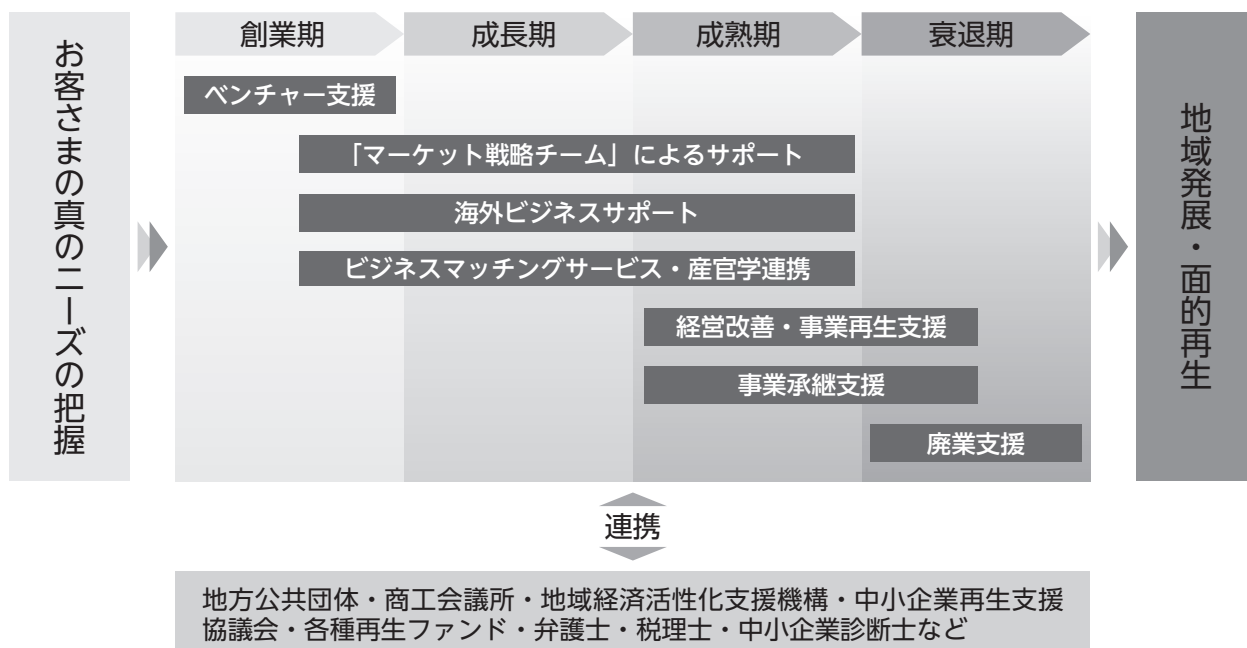 お客さまの真のニーズの把握
創業期
成長期
成熟期
衰退期
ベンチャー支援
「マーケット戦略チーム」によるサポート
海外ビジネスサポート
ビジネスマッチングサービス・産官学連携
経営改善・事業再生支援
事業承継支援
廃業支援
地域発展・面的再生
連携
地方公共団体・商工会議所・地域経済活性化支援機構・中小企業再生支援
協議会・各種再生ファンド・弁護士・税理士・中小企業診断士など